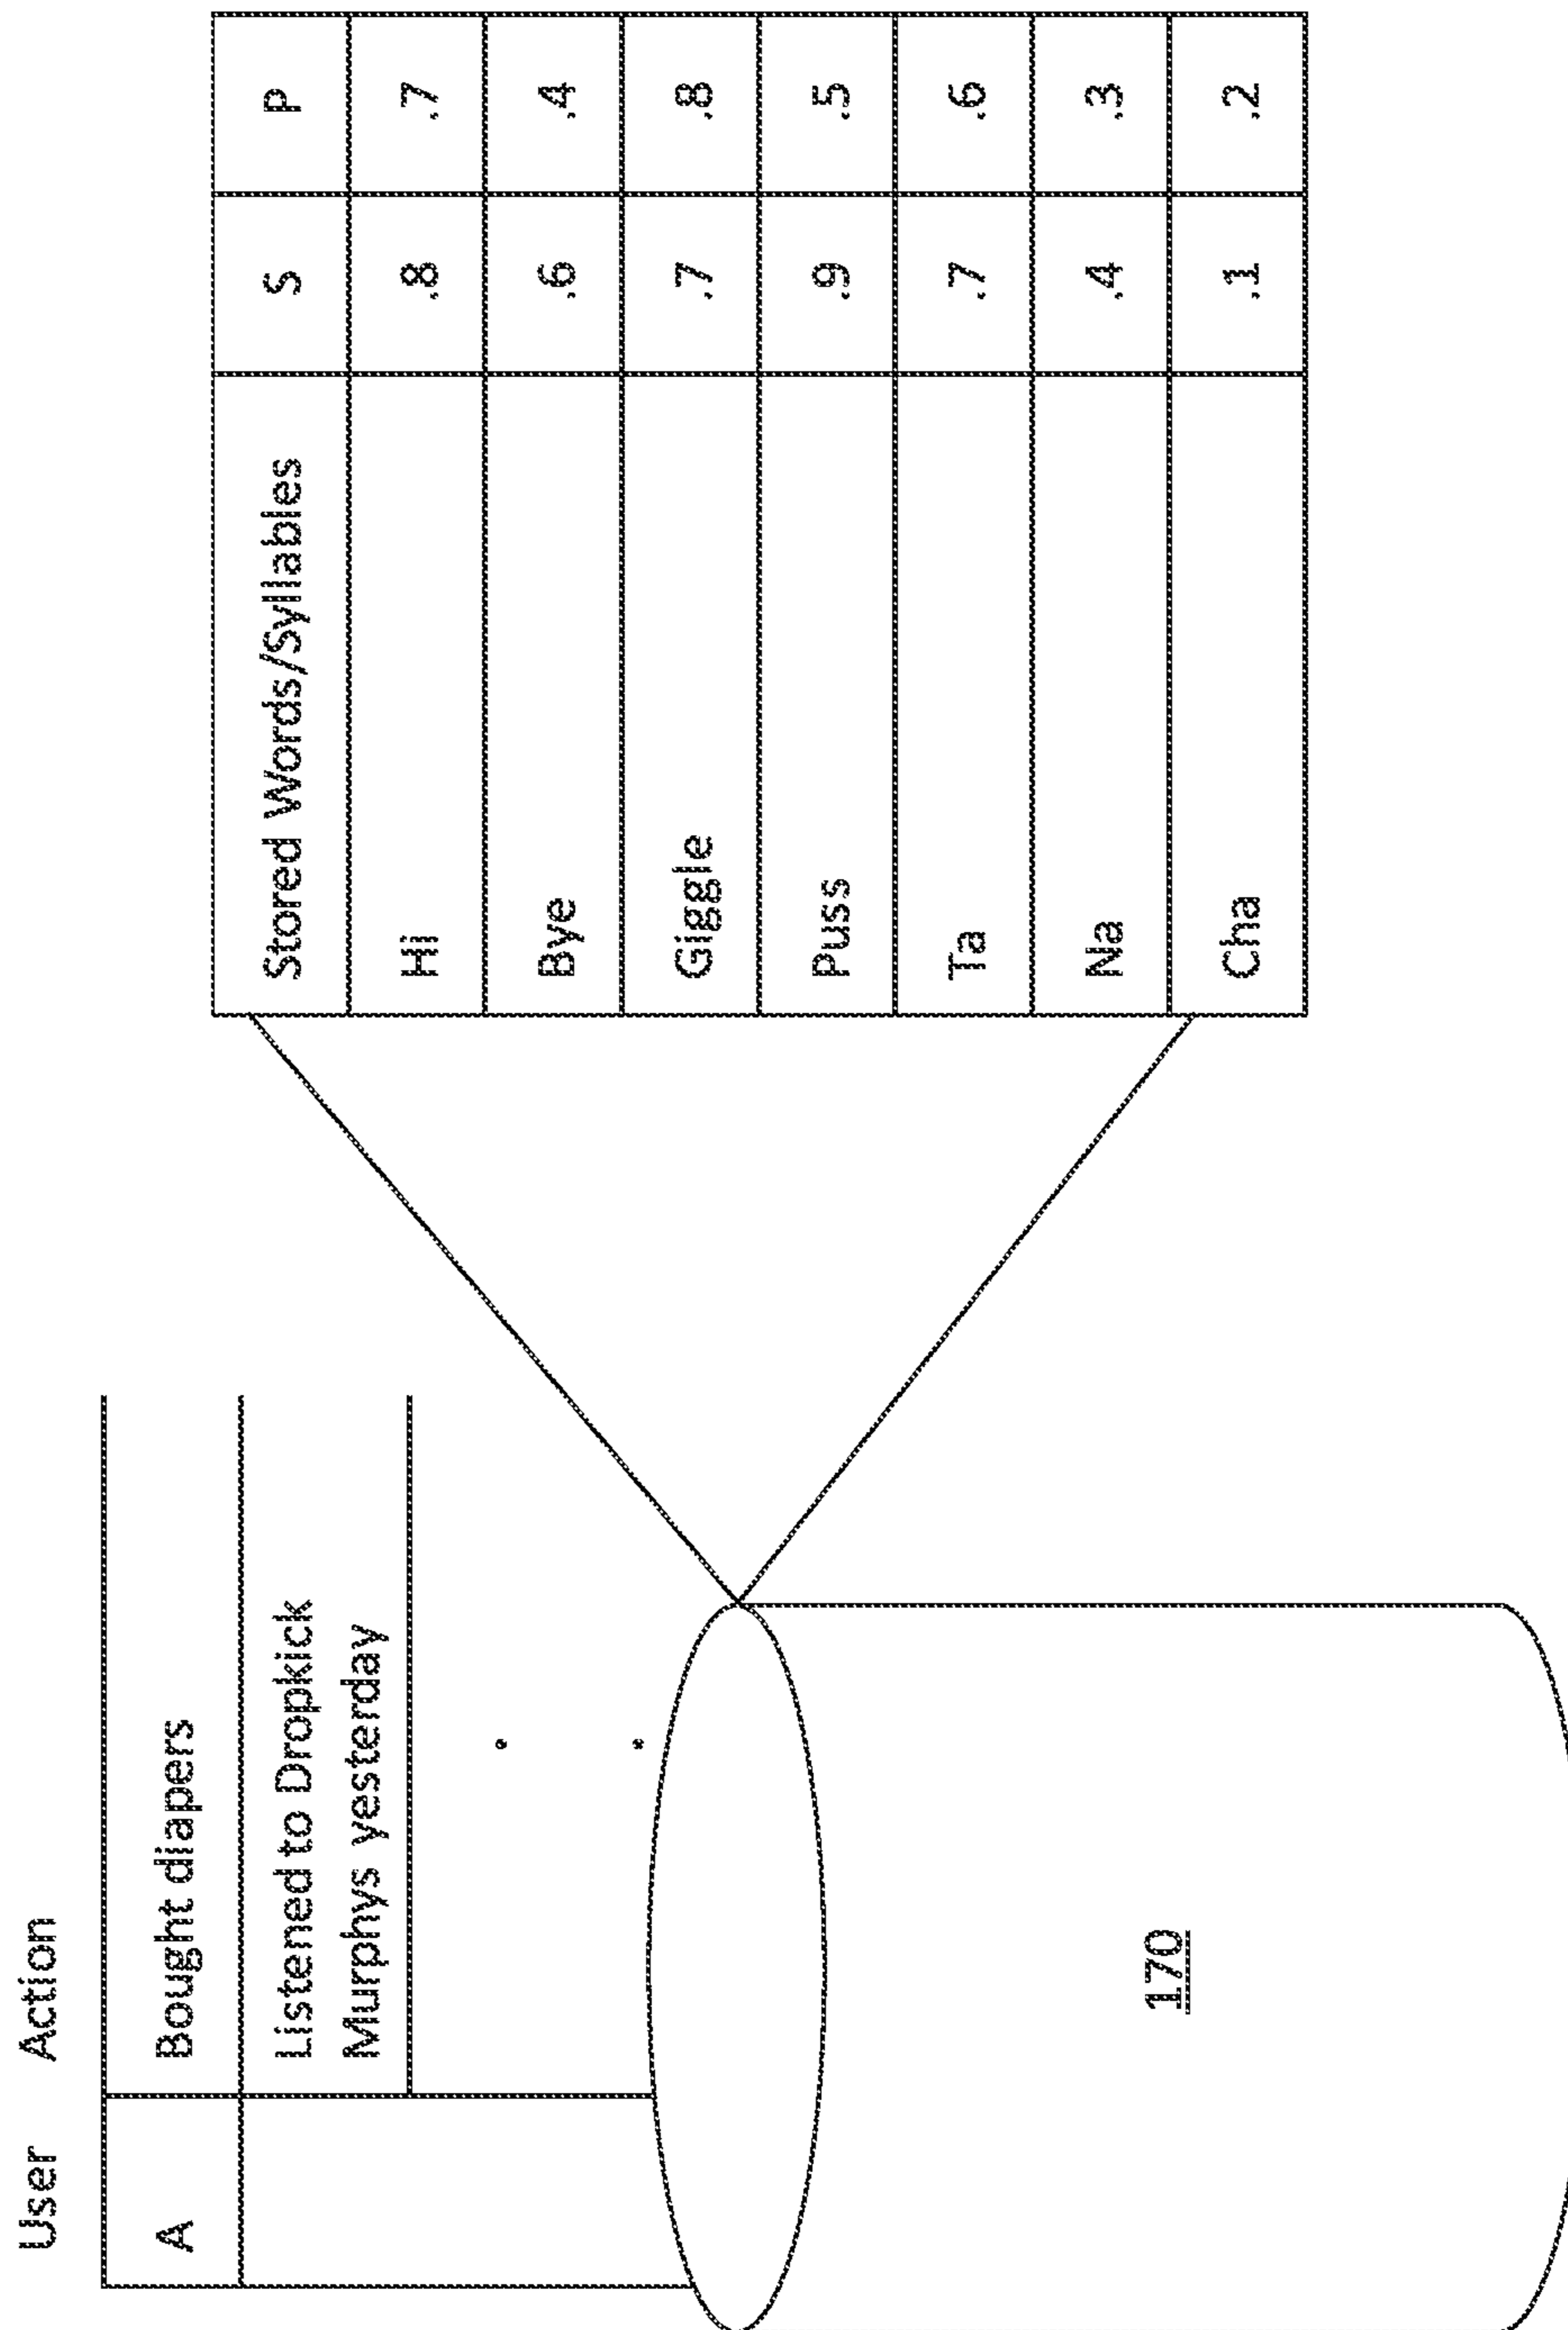 User Action
A Bought diapers
Listened to Dropkick
Murphys yesterday
170
Stored Words/Syllables S P
Hi .8 .7
Bye .6 .4
Giggle .7 .8
Puss .9 .5
Ta .7 .6
Na .4 .3
Cha .1 .2